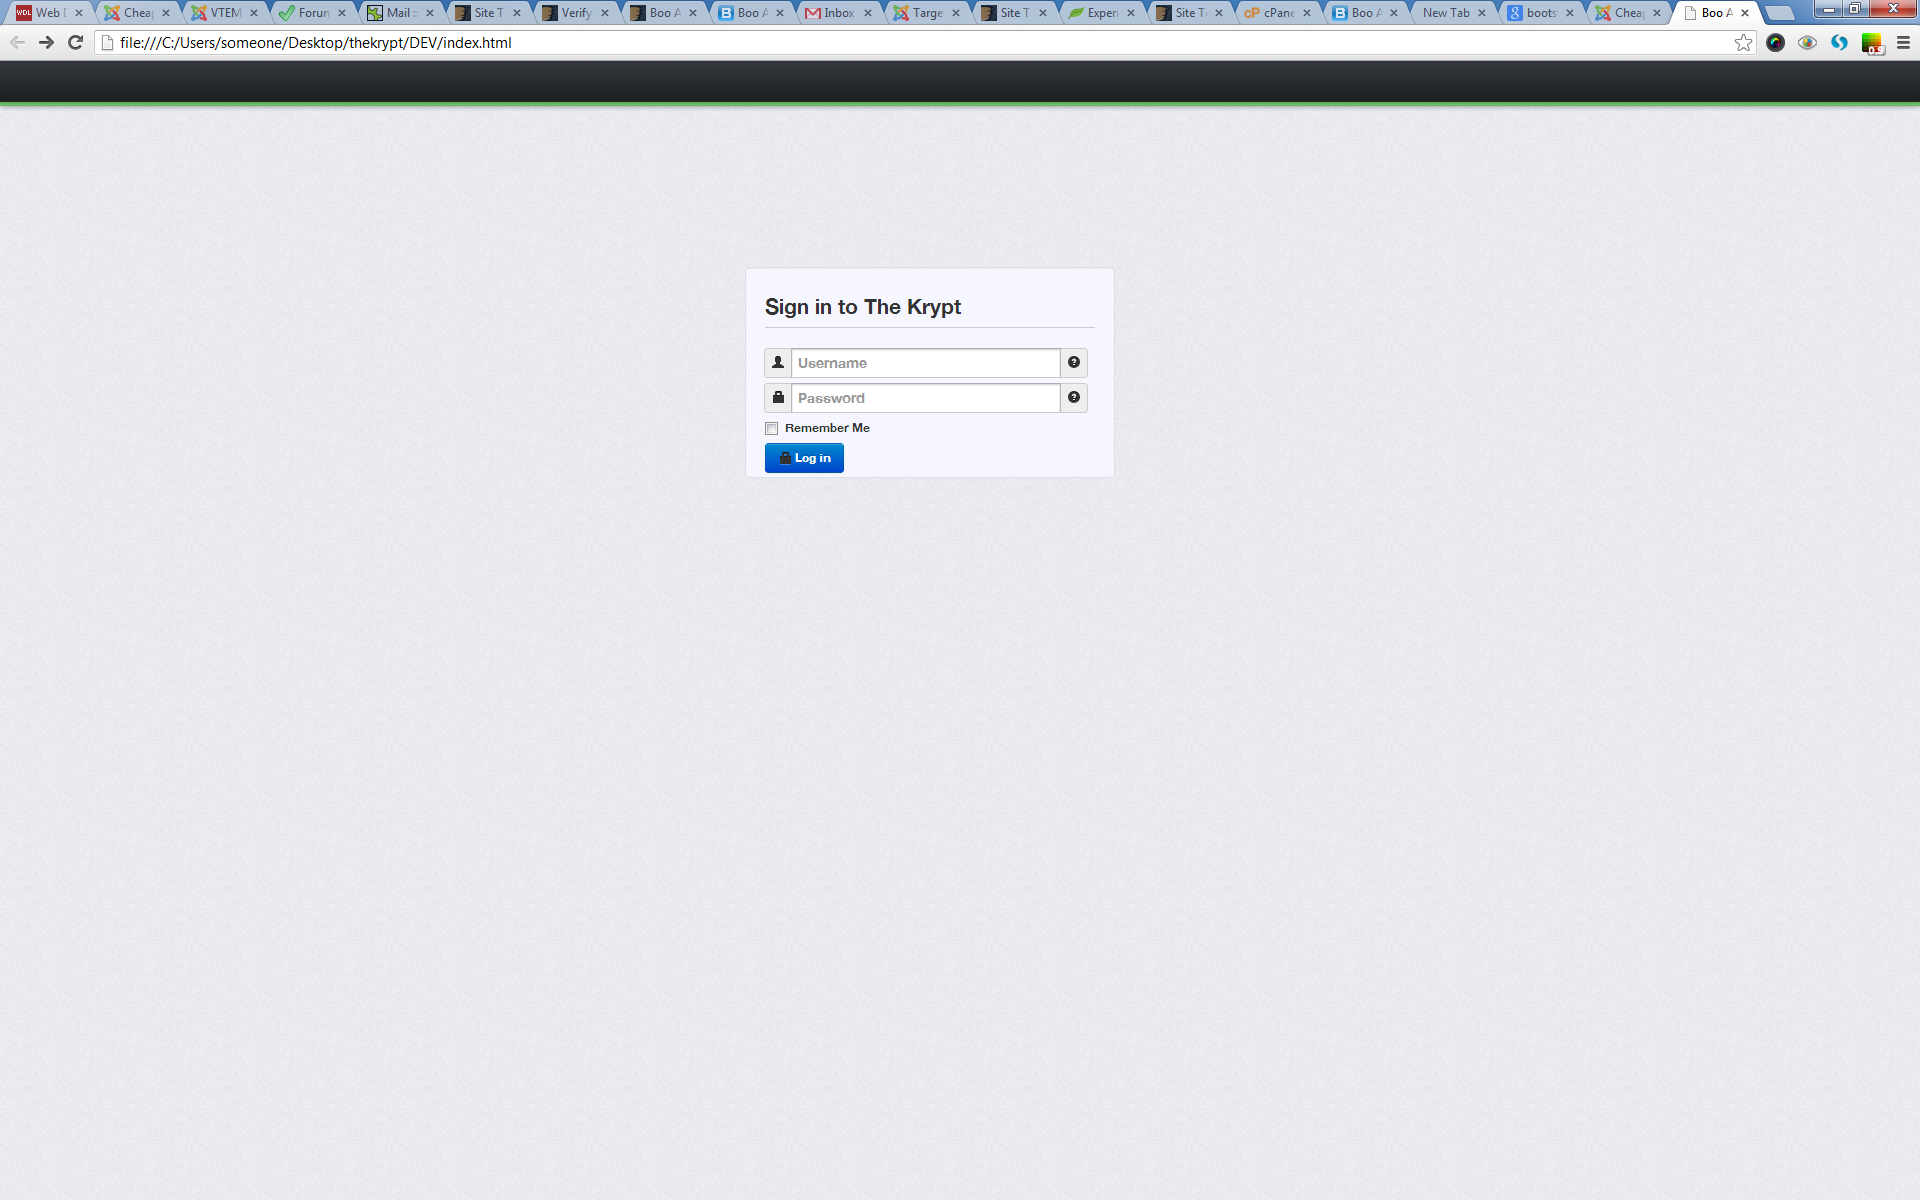 Web D Cheap VTEM Forum Mail :: Site T Verify Boo A Boo A Inbox Targe Site T Expen Site T cPane Boo A New Tab boots Cheap Boo A
file:///C:/Users/someone/Desktop/thekrypt/DEV/index.html
Sign in to The Krypt
Username
Password
Remember Me
Log in